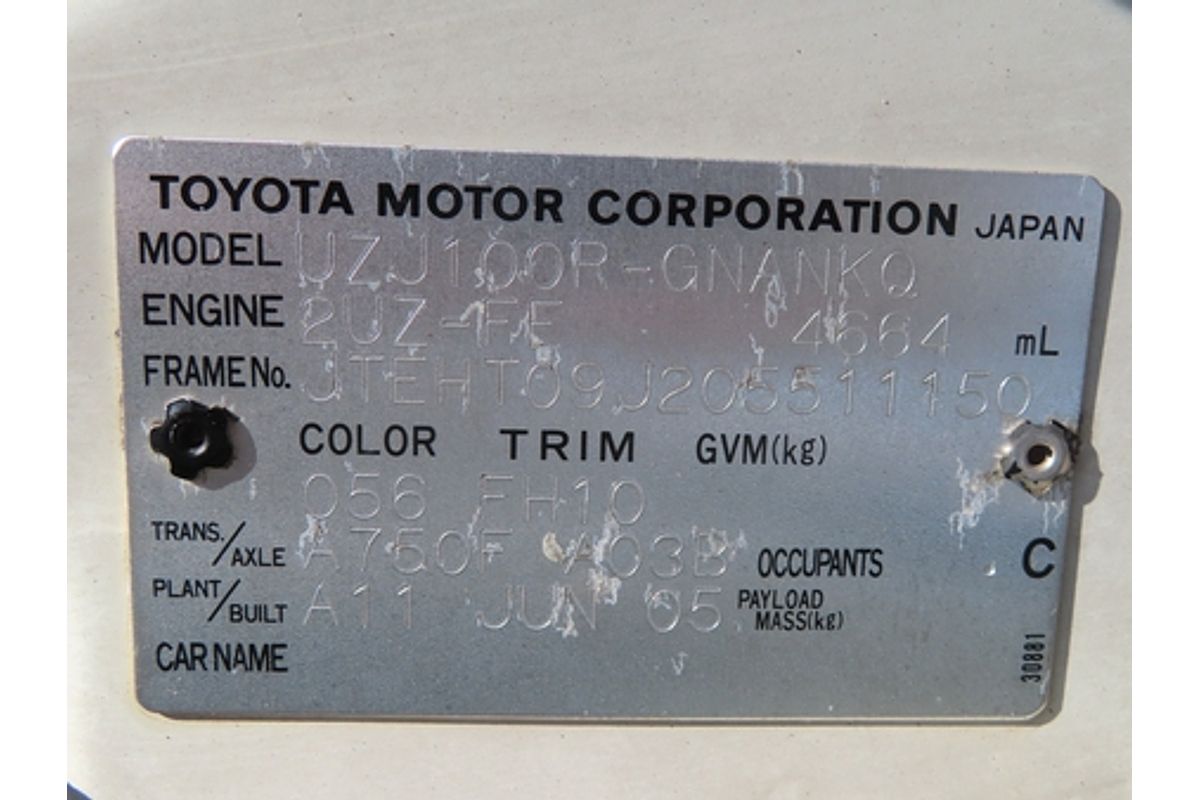 TOYOTA MOTOR CORPORATION JAPAN
MODEL UZJ100R-GNANKQ
ENGINE 2UZ-FE 4664 mL
FRAME No. JTEHT09J205511150
COLOR TRIM GVM(kg)
056 FH10
TRANS./AXLE A750F A03B OCCUPANTS C
PLANT/BUILT A11 JUN 05 PAYLOAD MASS(kg)
CAR NAME
30881